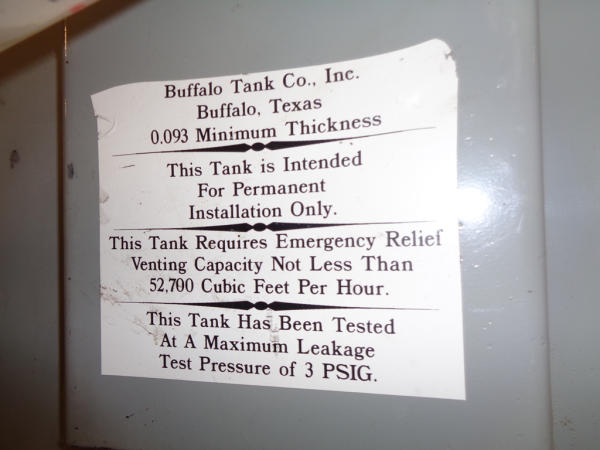 Buffalo Tank Co., Inc.
Buffalo, Texas
0.093 Minimum Thickness
This Tank is Intended
For Permanent
Installation Only.
This Tank Requires Emergency Relief
Venting Capacity Not Less Than
52,700 Cubic Feet Per Hour.
This Tank Has Been Tested
At A Maximum Leakage
Test Pressure of 3 PSIG.